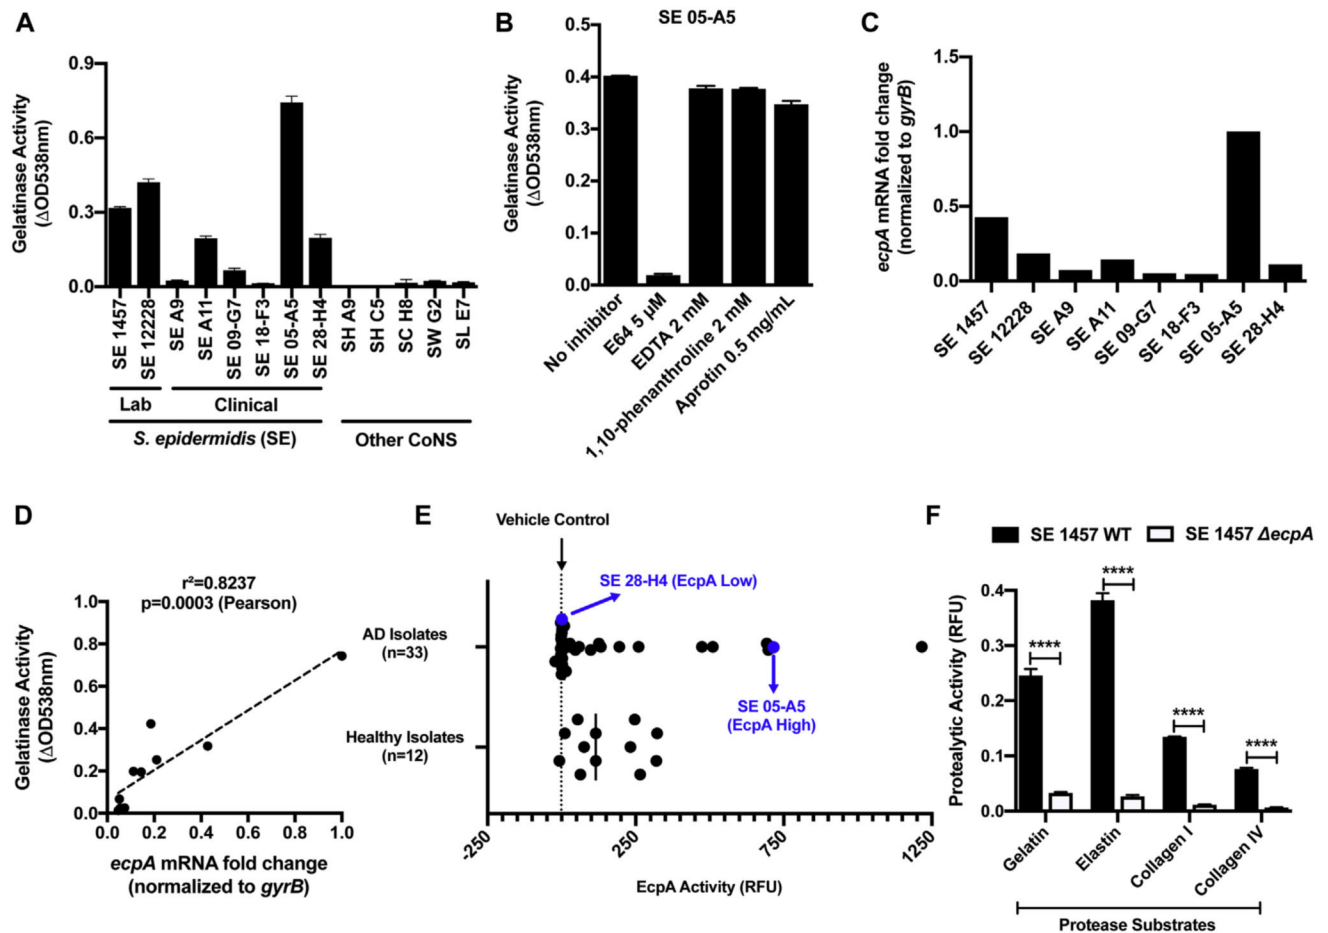 A
Gelatinase Activity
(ΔOD538nm)
0.9
0.6
0.3
0.0
SE 1457
SE 12228
SE A9
SE A11
SE 09-G7
SE 18-F3
SE 05-A5
SE 28-H4
SH A9
SH C5
SC H8
SW G2
SL E7
Lab
Clinical
S. epidermidis (SE)
Other CoNS
B
SE 05-A5
Gelatinase Activity
(ΔOD538nm)
0.5
0.4
0.3
0.2
0.1
0.0
No inhibitor
E64 5 µM
EDTA 2 mM
1,10-phenanthroline 2 mM
Aprotin 0.5 mg/mL
C
ecpA mRNA fold change
(normalized to gyrB)
1.5
1.0
0.5
0.0
SE 1457
SE 12228
SE A9
SE A11
SE 09-G7
SE 18-F3
SE 05-A5
SE 28-H4
D
r²=0.8237
p=0.0003 (Pearson)
Gelatinase Activity
(ΔOD538nm)
1.0
0.8
0.6
0.4
0.2
0.0
0.0 0.2 0.4 0.6 0.8 1.0
ecpA mRNA fold change
(normalized to gyrB)
E
Vehicle Control
SE 28-H4 (EcpA Low)
AD Isolates
(n=33)
SE 05-A5
(EcpA High)
Healthy Isolates
(n=12)
-250 250 750 1250
EcpA Activity (RFU)
F
SE 1457 WT
SE 1457 ΔecpA
Protealytic Activity (RFU)
0.4
0.3
0.2
0.1
0.0
****
****
****
****
Gelatin
Elastin
Collagen I
Collagen IV
Protease Substrates